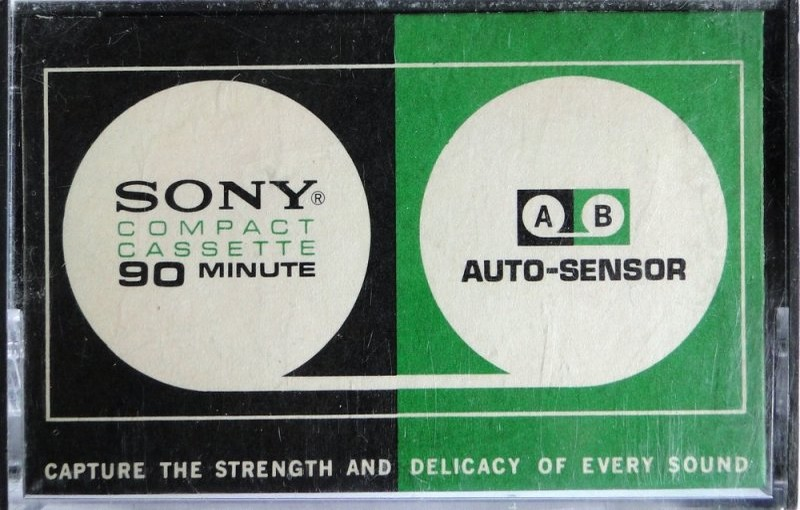 SONY®
COMPACT
CASSETTE
90 MINUTE
A B
AUTO-SENSOR
CAPTURE THE STRENGTH AND DELICACY OF EVERY SOUND